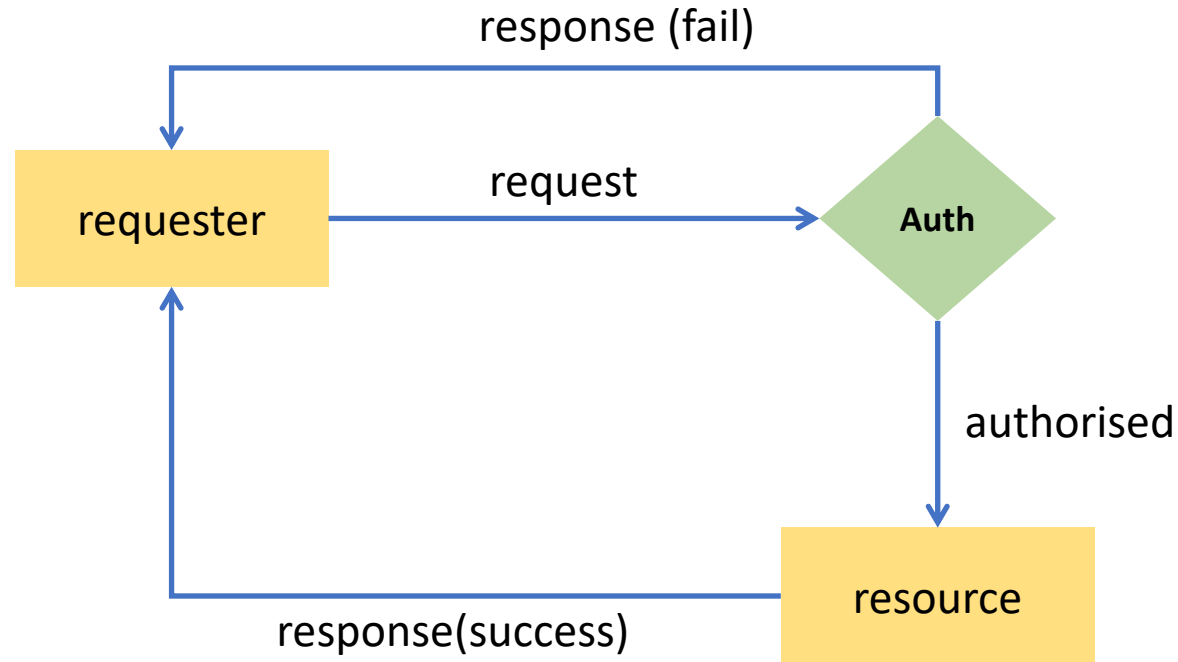 response (fail)
request
requester
Auth
authorised
resource
response(success)